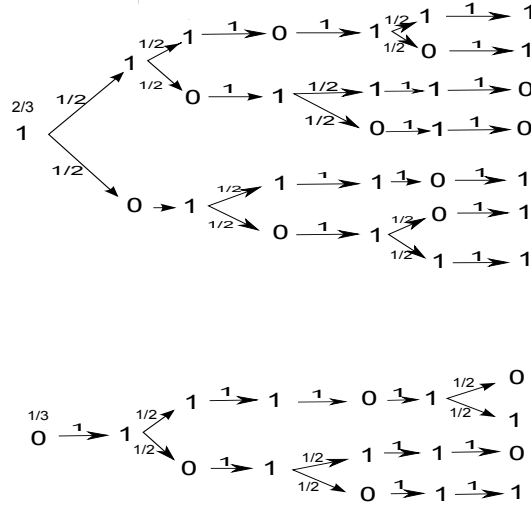 1/2 1 1 1
1/2 1 1 0 1 1
1/2 0 1 1
1
1/2 1/2 1/2 1 1 1 1 0
0 1 1
2/3
1 1/2 0 1 1 1 0
1/2
1/2 1 1 1 1 0 1 1
0 1 1/2 0 1 1
1/2 0 1 1
1/2 1 1 1
1/2 0
1/3 1/2 1 1 1 0 1 1
0 1 1 1/2 1
1/2 1/2 1 1 1 1 0
0 1 1
1/2 0 1 1 1 1